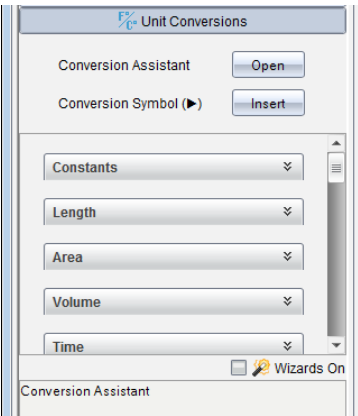 F°/C° Unit Conversions
Conversion Assistant Open
Conversion Symbol (▶) Insert
Constants
Length
Area
Volume
Time
Wizards On
Conversion Assistant